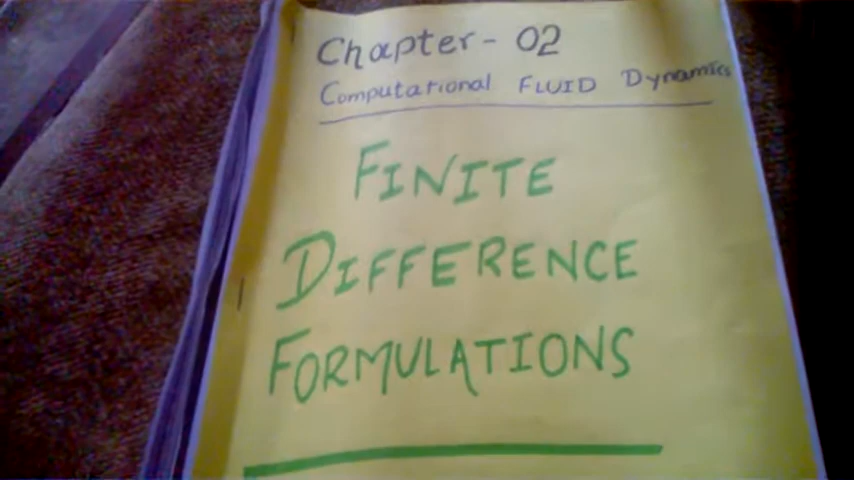 Chapter - 02
Computational FLUID Dynamics
FINITE
DIFFERENCE
FORMULATIONS